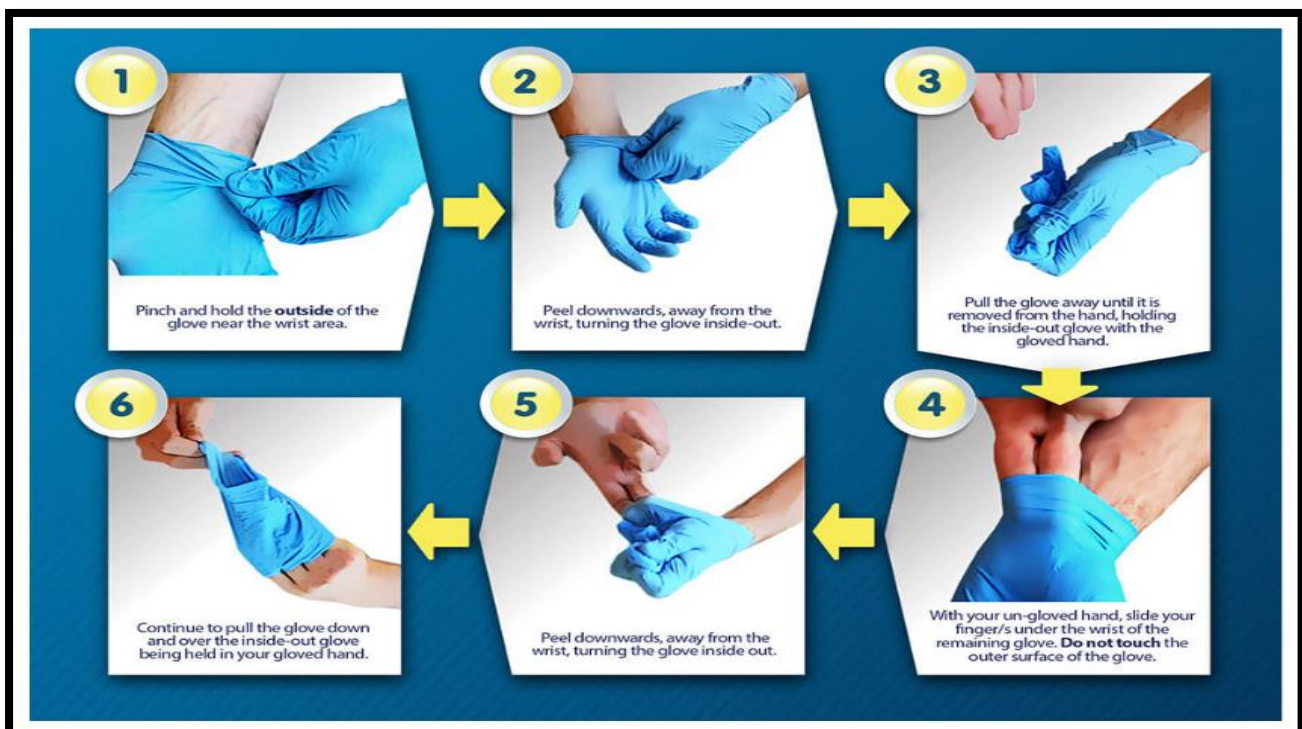 1
Pinch and hold the outside of the
glove near the wrist area.
2
Peel downwards, away from the
wrist, turning the glove inside-out.
3
Pull the glove away until it is
removed from the hand, holding
the inside-out glove with the
gloved hand.
4
With your un-gloved hand, slide your
finger/s under the wrist of the
remaining glove. Do not touch the
outer surface of the glove.
5
Peel downwards, away from the
wrist, turning the glove inside out.
6
Continue to pull the glove down
and over the inside-out glove
being held in your gloved hand.